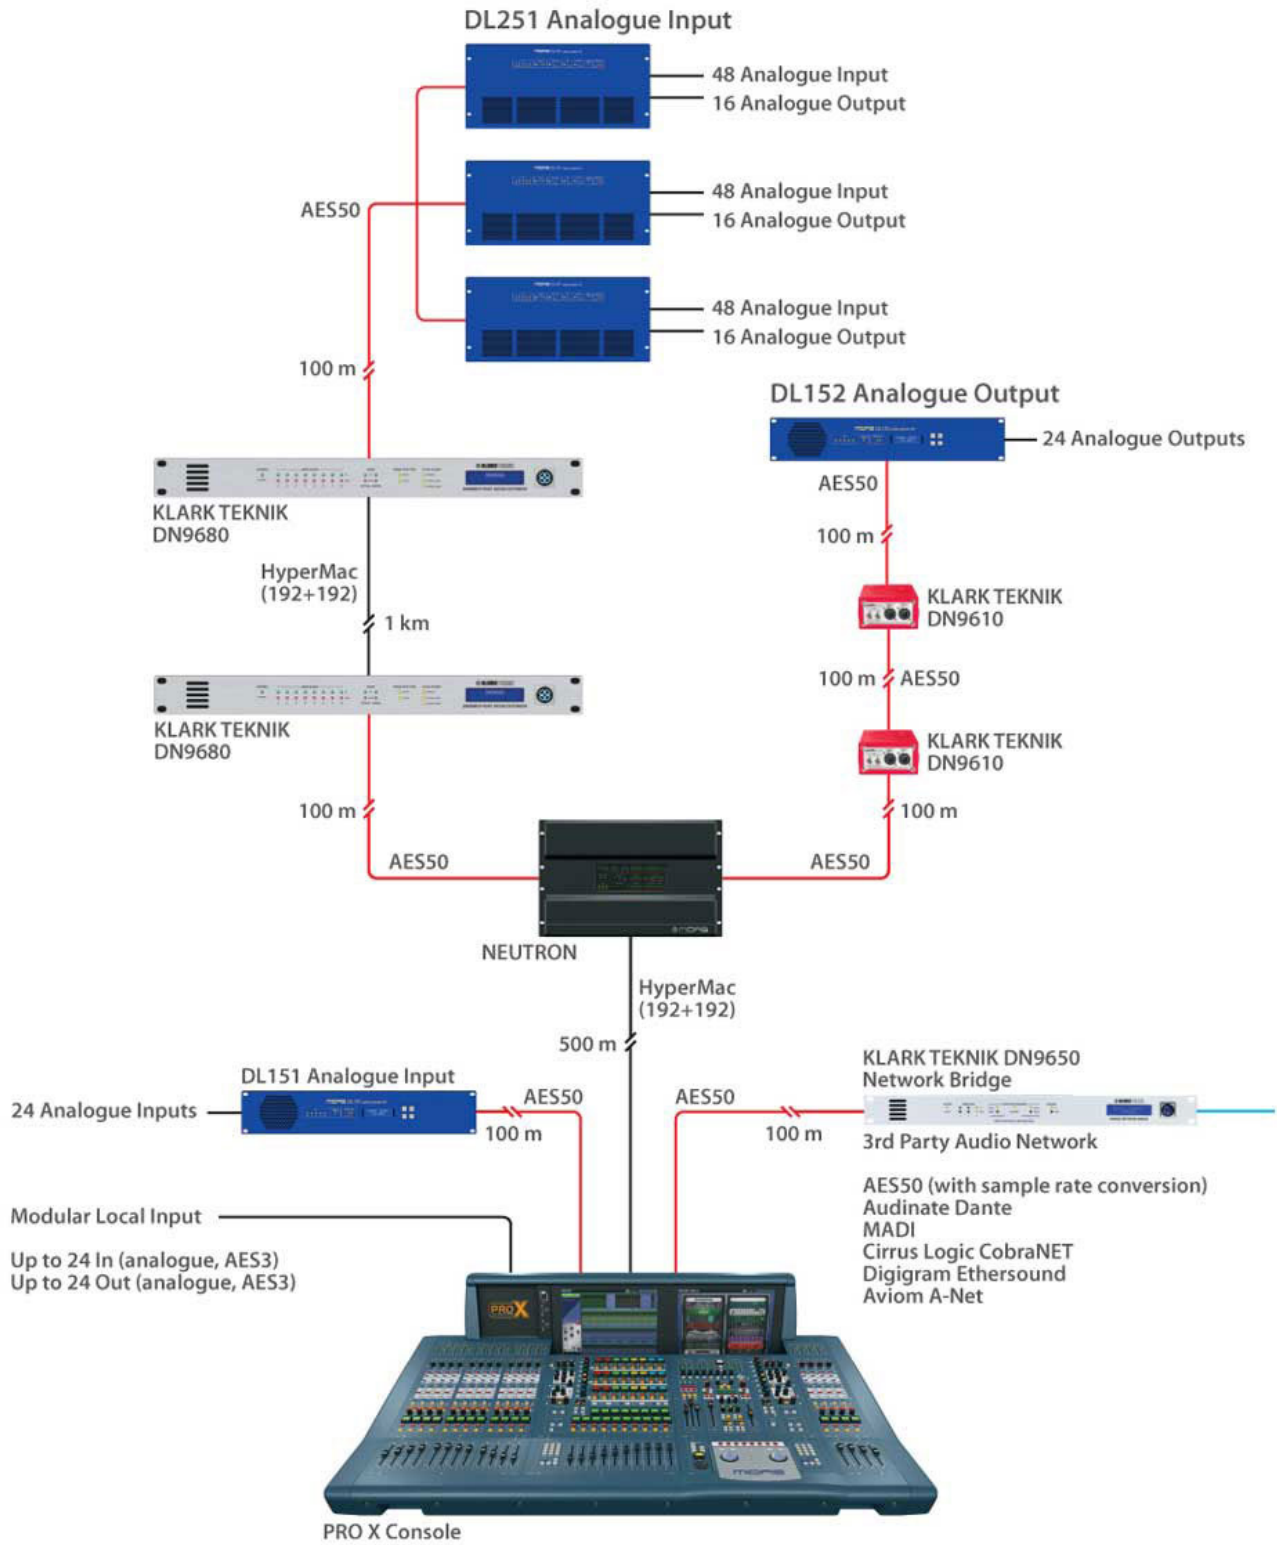 DL251 Analogue Input
48 Analogue Input
16 Analogue Output
48 Analogue Input
16 Analogue Output
AES50
48 Analogue Input
16 Analogue Output
100 m
DL152 Analogue Output
24 Analogue Outputs
AES50
KLARK TEKNIK
DN9680
100 m
HyperMac
(192+192)
KLARK TEKNIK
DN9610
1 km
100 m
AES50
KLARK TEKNIK
DN9680
KLARK TEKNIK
DN9610
100 m
100 m
AES50
AES50
MIDAS
NEUTRON
HyperMac
(192+192)
500 m
KLARK TEKNIK DN9650
Network Bridge
DL151 Analogue Input
AES50
AES50
24 Analogue Inputs
100 m
100 m
3rd Party Audio Network
AES50 (with sample rate conversion)
Audinate Dante
MADI
Cirrus Logic CobraNET
Digigram Ethersound
Aviom A-Net
Modular Local Input
Up to 24 In (analogue, AES3)
Up to 24 Out (analogue, AES3)
PRO X
MIDAS
PRO X Console